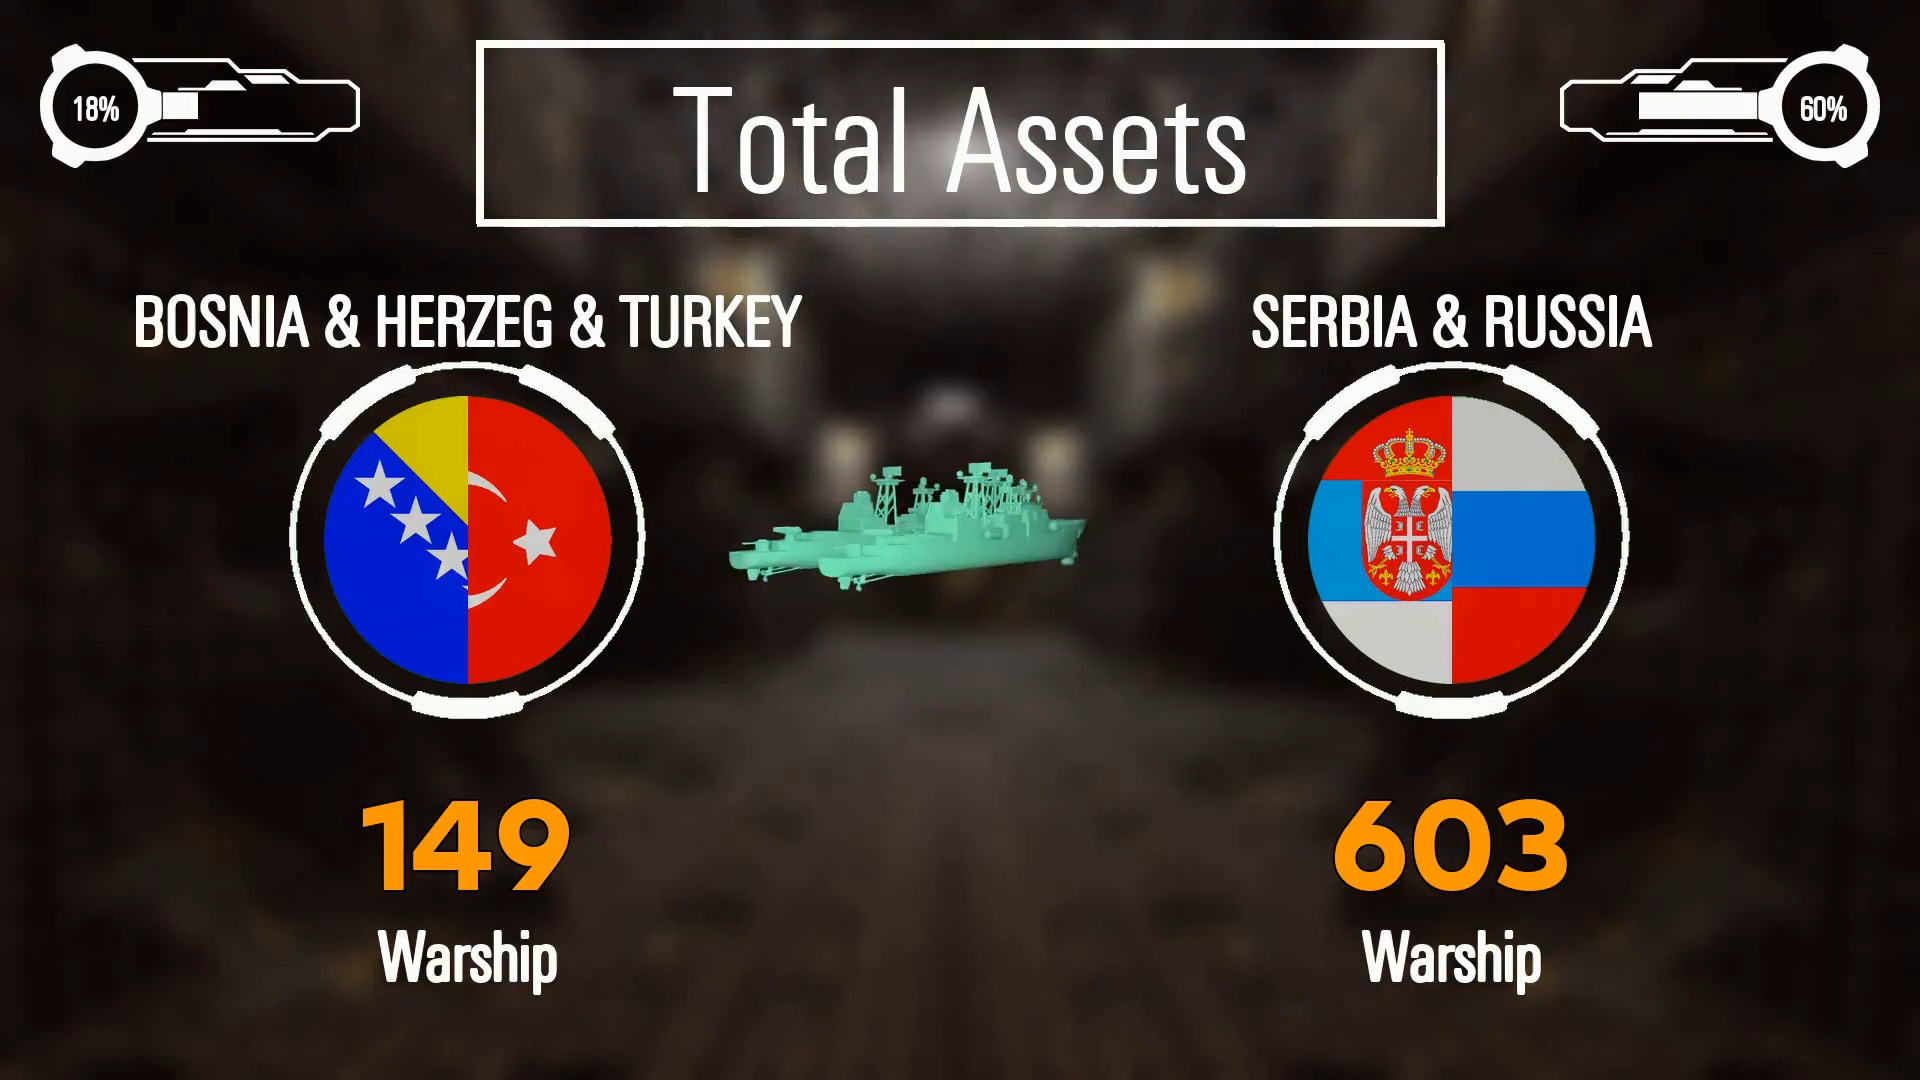 18%
Total Assets
60%
BOSNIA & HERZEG & TURKEY
SERBIA & RUSSIA
149
603
Warship
Warship